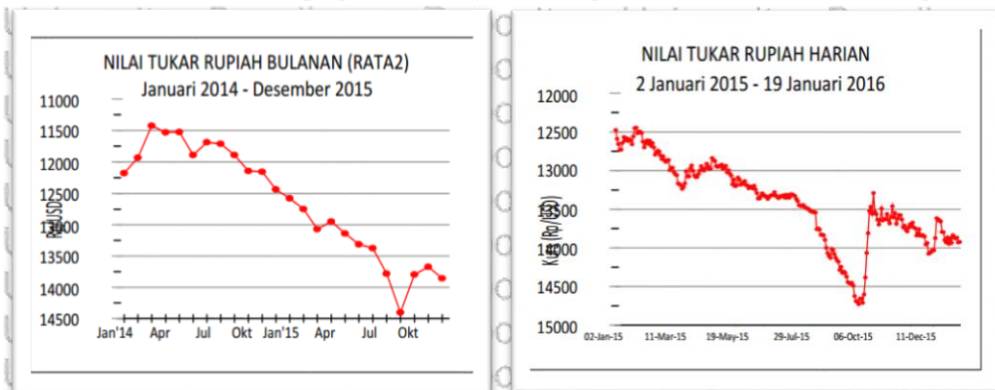 NILAI TUKAR RUPIAH BULANAN (RATA2)
Januari 2014 - Desember 2015
11000
11500
12000
12500
13000
13500
14000
14500
Jan'14 Apr Jul Okt Jan'15 Apr Jul Okt
NILAI TUKAR RUPIAH HARIAN
2 Januari 2015 - 19 Januari 2016
12000
12500
13000
13500
14000
14500
15000
02-Jan-15 11-Mar-15 19-May-15 29-Jul-15 06-Oct-15 11-Dec-15